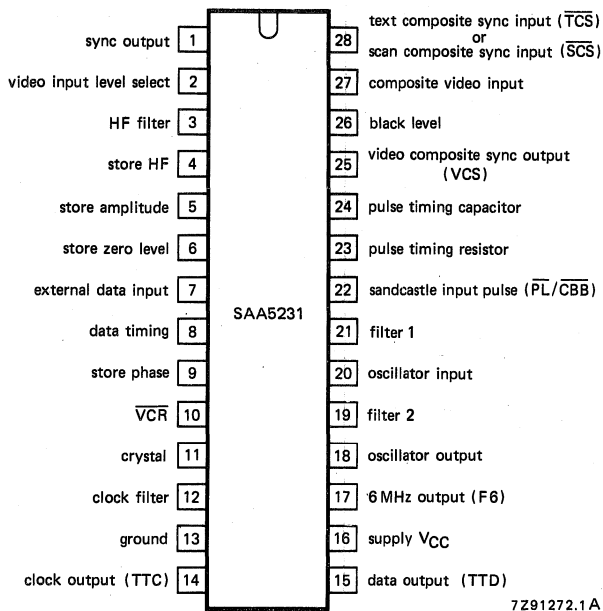 sync output 1
video input level select 2
HF filter 3
store HF 4
store amplitude 5
store zero level 6
external data input 7
data timing 8
store phase 9
V̅C̅R̅ 10
crystal 11
clock filter 12
ground 13
clock output (TTC) 14
SAA5231
28 text composite sync input (T̅C̅S̅)
or
scan composite sync input (S̅C̅S̅)
27 composite video input
26 black level
25 video composite sync output
(VCS)
24 pulse timing capacitor
23 pulse timing resistor
22 sandcastle input pulse (P̅L̅/C̅B̅B̅)
21 filter 1
20 oscillator input
19 filter 2
18 oscillator output
17 6 MHz output (F6)
16 supply VCC
15 data output (TTD)
7Z91272.1A